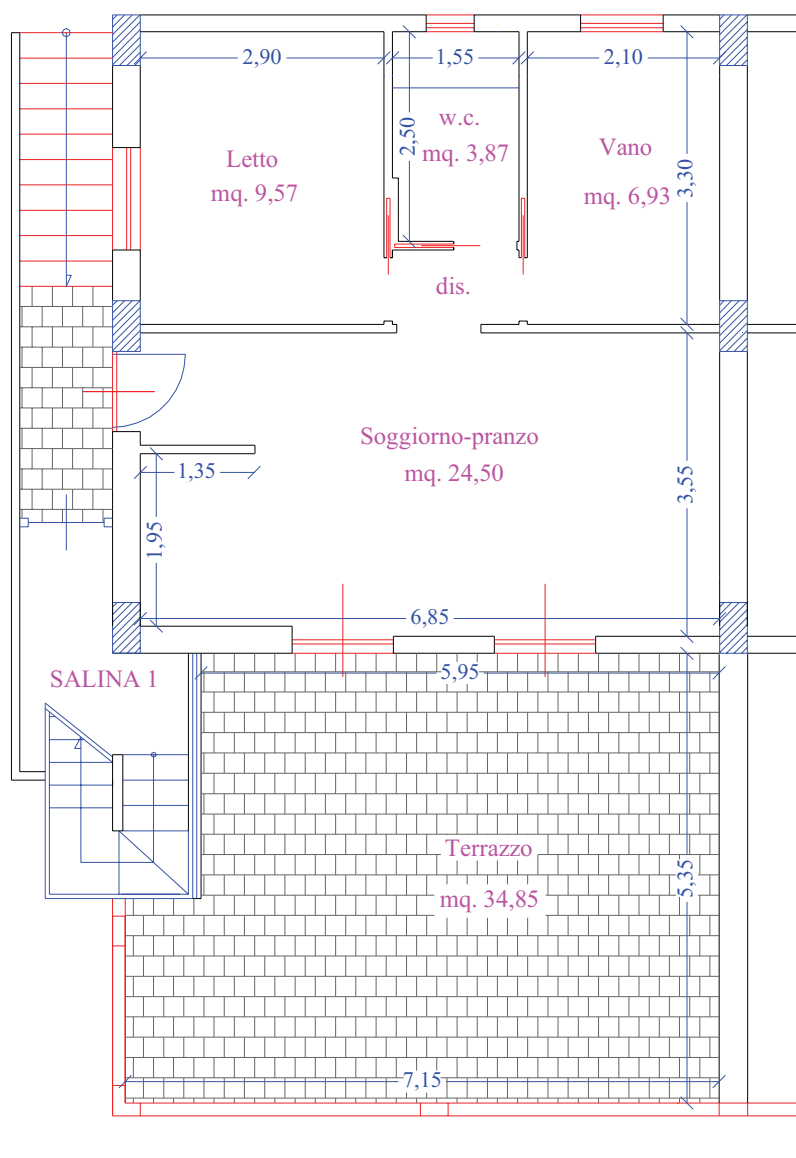 2,90
1,55
2,10
w.c.
mq. 3,87
2,50
Letto
mq. 9,57
Vano
mq. 6,93
3,30
dis.
Soggiorno-pranzo
mq. 24,50
1,35
1,95
3,55
6,85
SALINA 1
5,95
Terrazzo
mq. 34,85
5,35
7,15